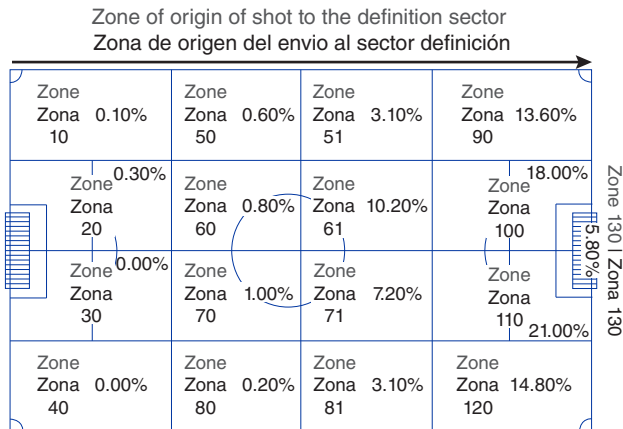 Zone of origin of shot to the definition sector
Zona de origen del envio al sector definición
Zone
Zona 0.10%
10
Zone
Zona 0.60%
50
Zone
Zona 3.10%
51
Zone
Zona 13.60%
90
0.30%
Zone
Zona
20
Zone
Zona 0.80%
60
Zone
Zona 10.20%
61
18.00%
Zone
Zona
100
0.00%
Zone
Zona
30
Zone
Zona 1.00%
70
Zone
Zona 7.20%
71
Zone
Zona
110
21.00%
5.80%
Zone 130 | Zona 130
Zone
Zona 0.00%
40
Zone
Zona 0.20%
80
Zone
Zona 3.10%
81
Zone
Zona 14.80%
120